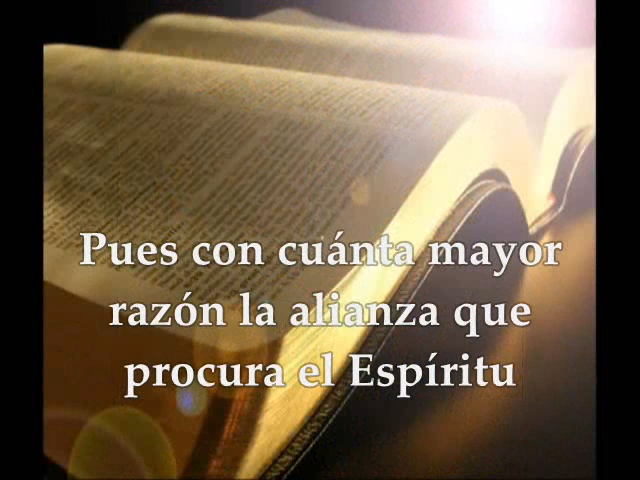 Pues con cuánta mayor
razón la alianza que
procura el Espíritu